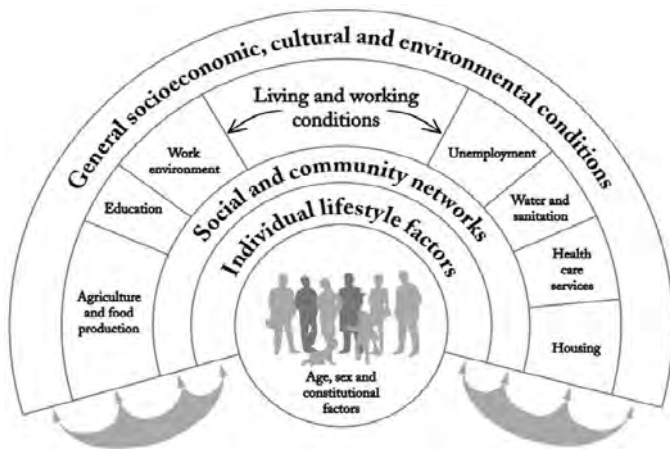 General socioeconomic, cultural and environmental conditions
Living and working
conditions
Work
environment
Unemployment
Education
Water and
sanitation
Social and community networks
Individual lifestyle factors
Agriculture
and food
production
Health
care
services
Housing
Age, sex and
constitutional
factors